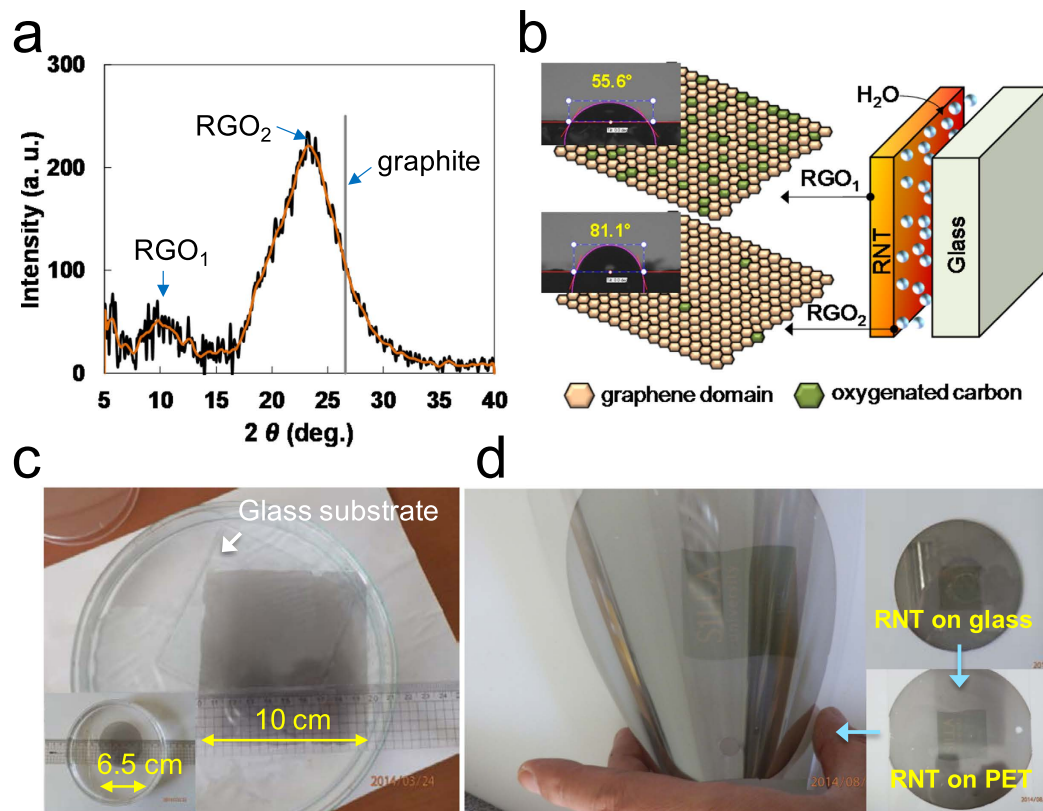 a
300
200
100
0
Intensity (a. u.)
RGO₂
graphite
RGO₁
5 10 15 20 25 30 35 40
2 θ (deg.)
b
55.6°
81.1°
H₂O
RGO₁
RNT
Glass
RGO₂
graphene domain
oxygenated carbon
c
Glass substrate
10 cm
6.5 cm
2014/03/24
d
RNT on glass
RNT on PET
2014/08/